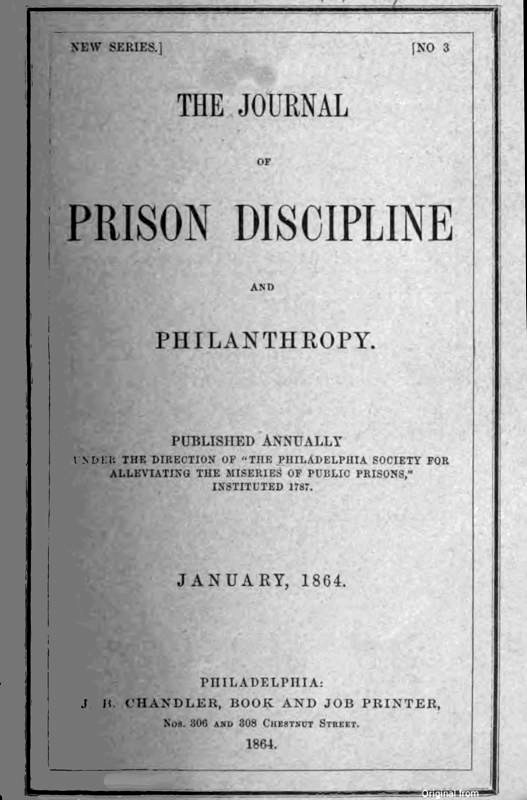 NEW SERIES.] [NO 3
THE JOURNAL
OF
PRISON DISCIPLINE
AND
PHILANTHROPY.
PUBLISHED ANNUALLY
UNDER THE DIRECTION OF "THE PHILADELPHIA SOCIETY FOR
ALLEVIATING THE MISERIES OF PUBLIC PRISONS,"
INSTITUTED 1787.
JANUARY, 1864.
PHILADELPHIA:
J. B. CHANDLER, BOOK AND JOB PRINTER,
Nos. 306 AND 308 CHESTNUT STREET.
1864.
Original from